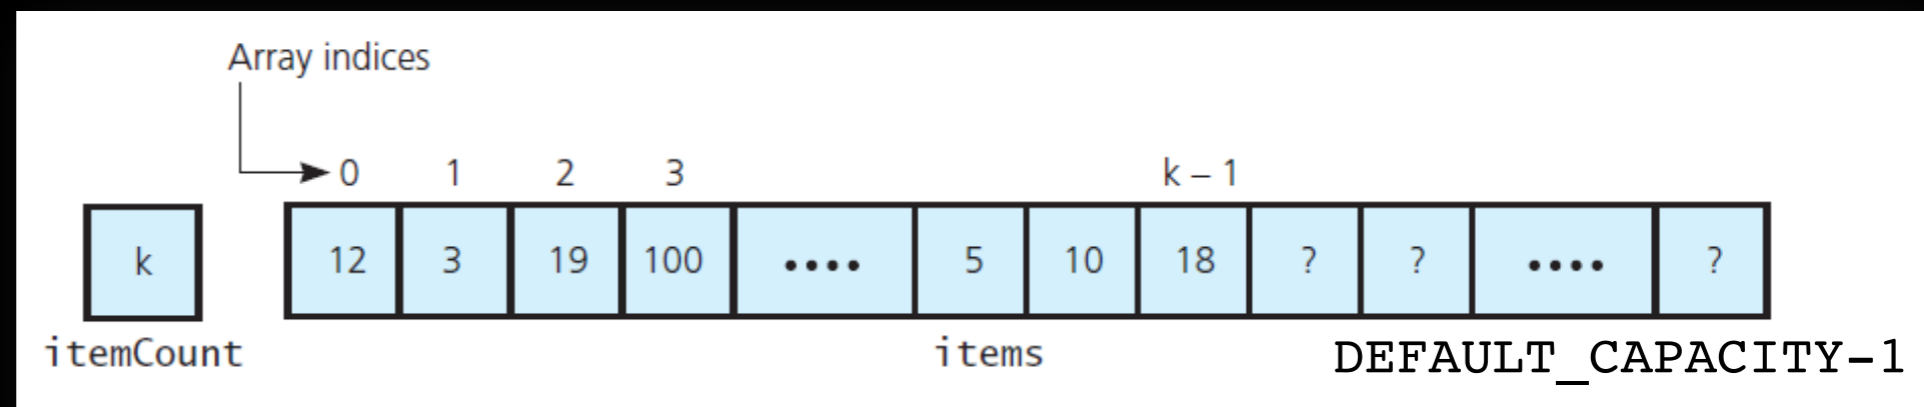 Array indices
0 1 2 3 k – 1
k 12 3 19 100 •••• 5 10 18 ? ? •••• ?
itemCount items DEFAULT_CAPACITY-1